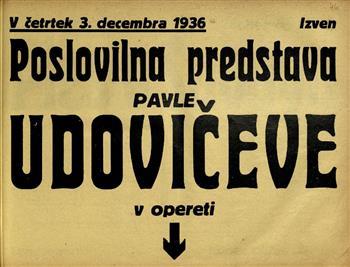 V četrtek 3. decembra 1936 Izven
Poslovilna predstava
PAVLE
UDOVIČEVE
v opereti